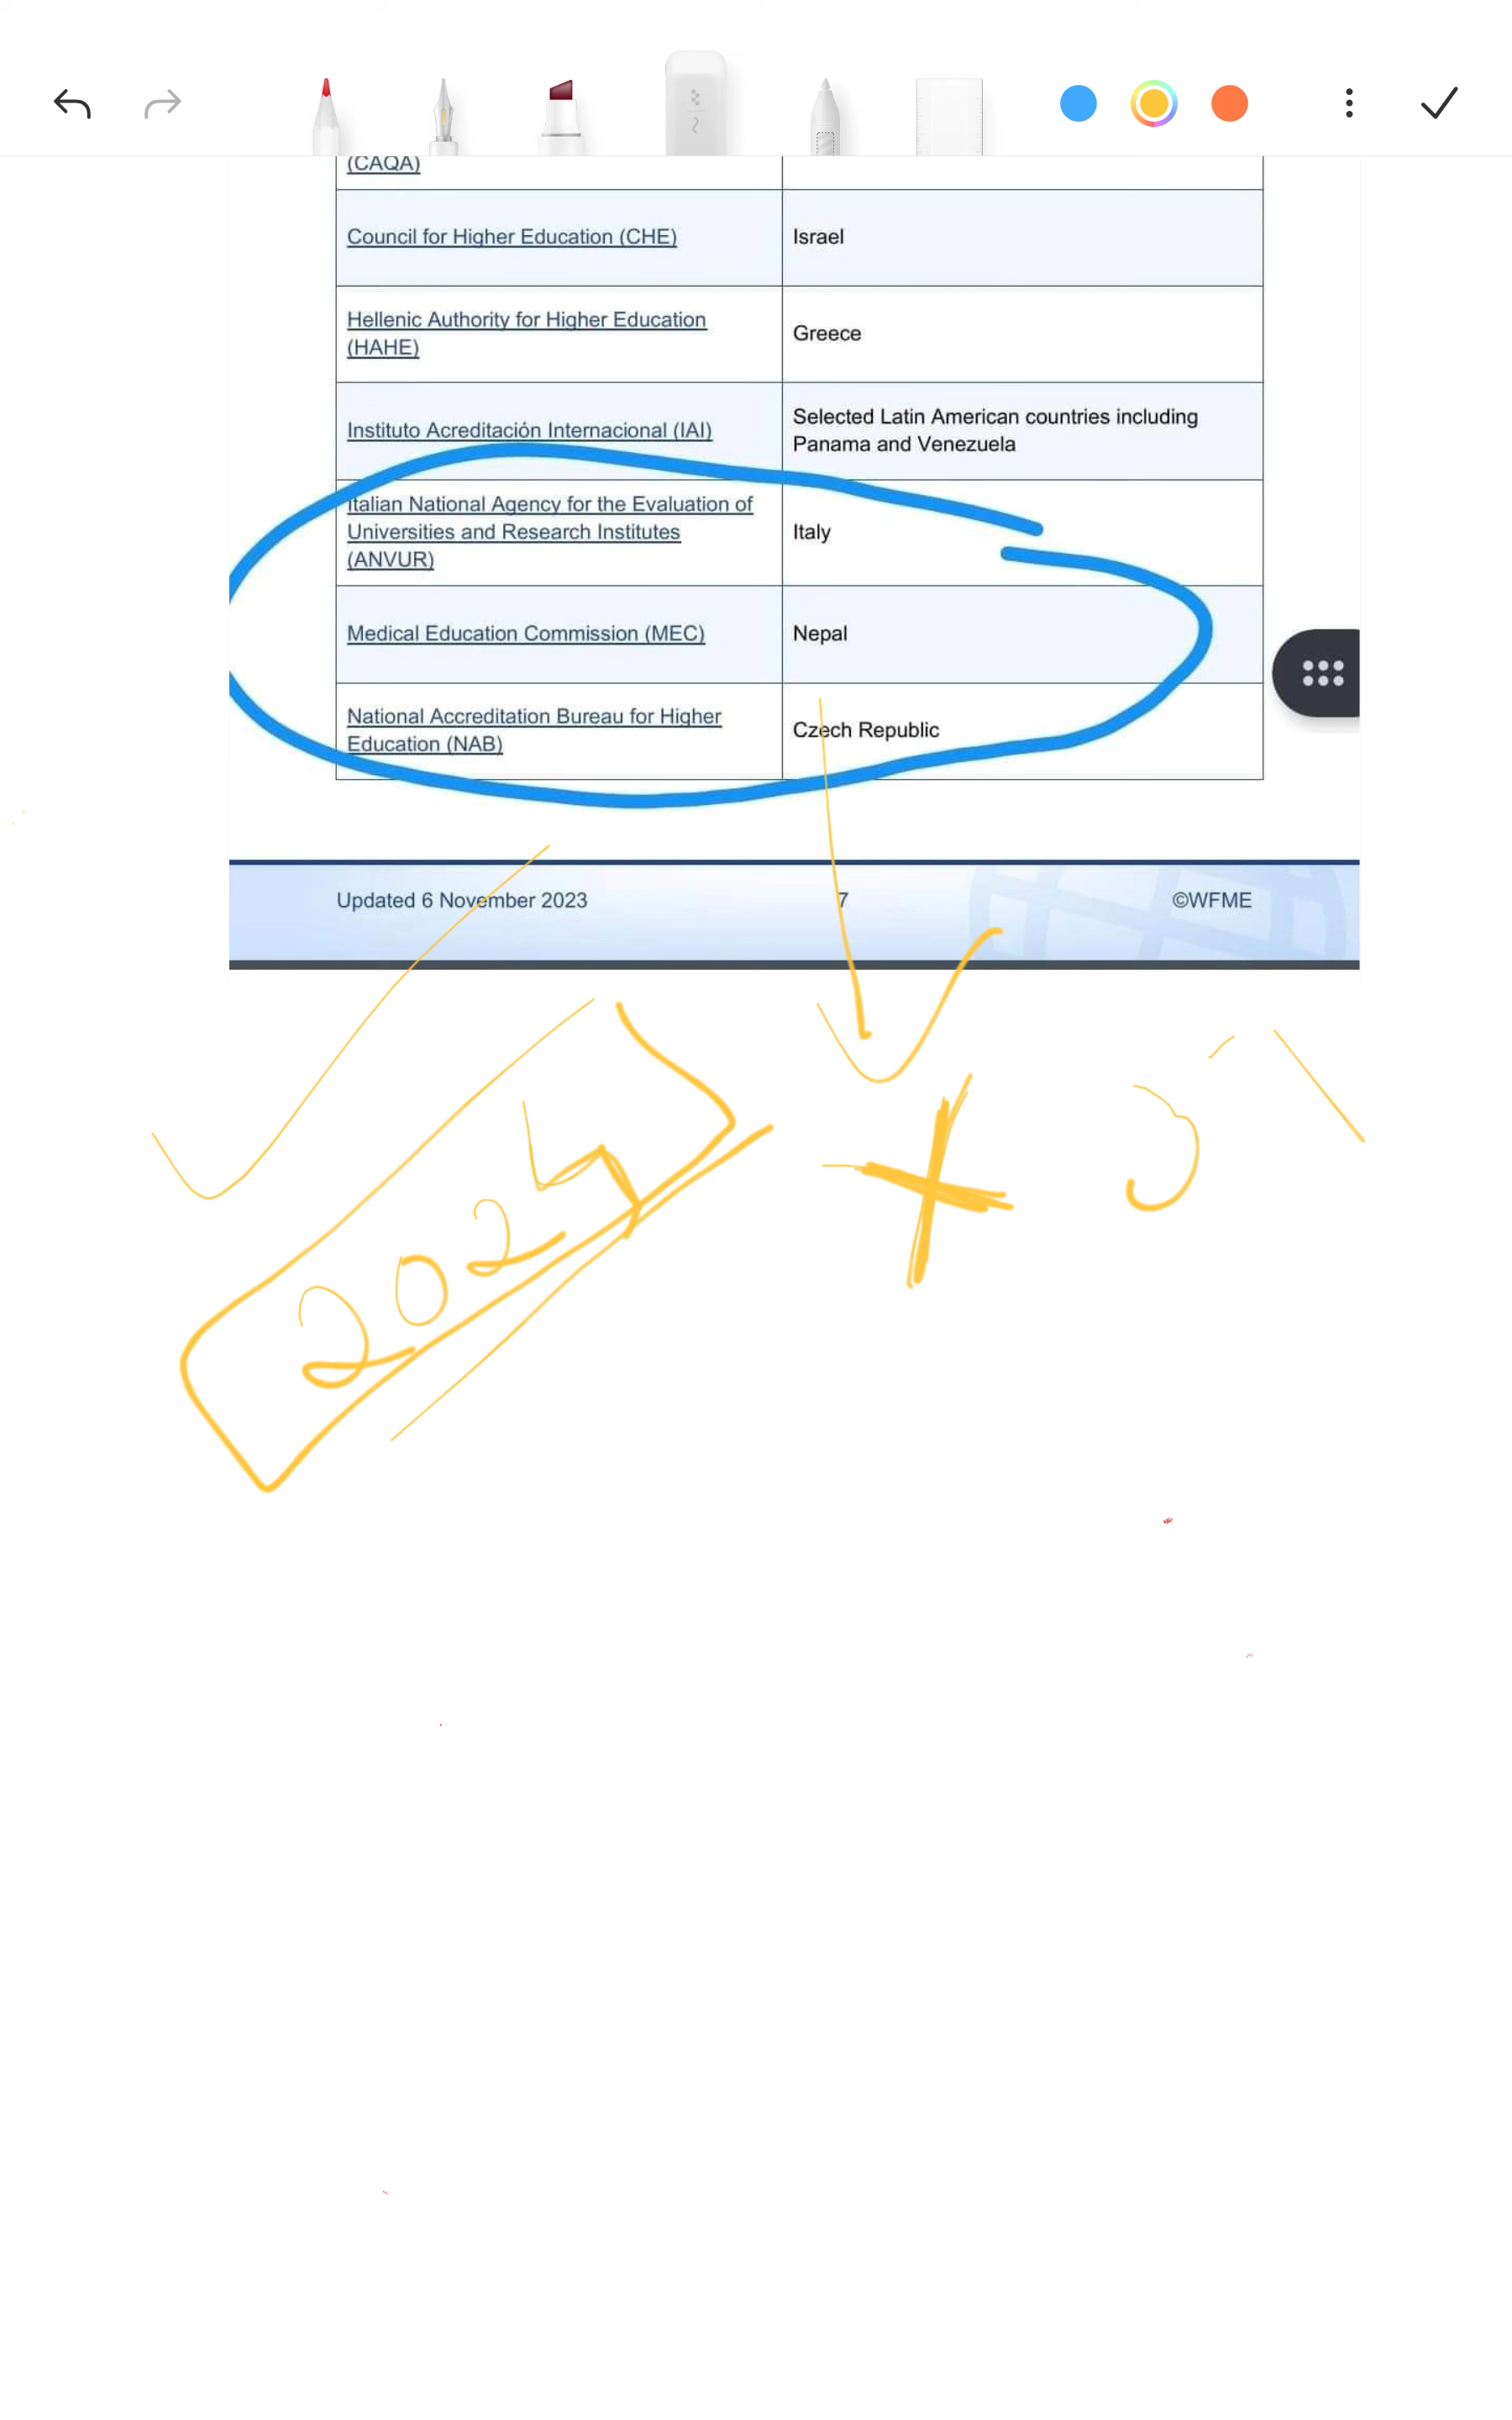 (CAQA)
Council for Higher Education (CHE)
Israel
Hellenic Authority for Higher Education
(HAHE)
Greece
Instituto Acreditación Internacional (IAI)
Selected Latin American countries including
Panama and Venezuela
Italian National Agency for the Evaluation of
Universities and Research Institutes
(ANVUR)
Italy
Medical Education Commission (MEC)
Nepal
National Accreditation Bureau for Higher
Education (NAB)
Czech Republic
Updated 6 November 2023
7
©WFME
2024
+